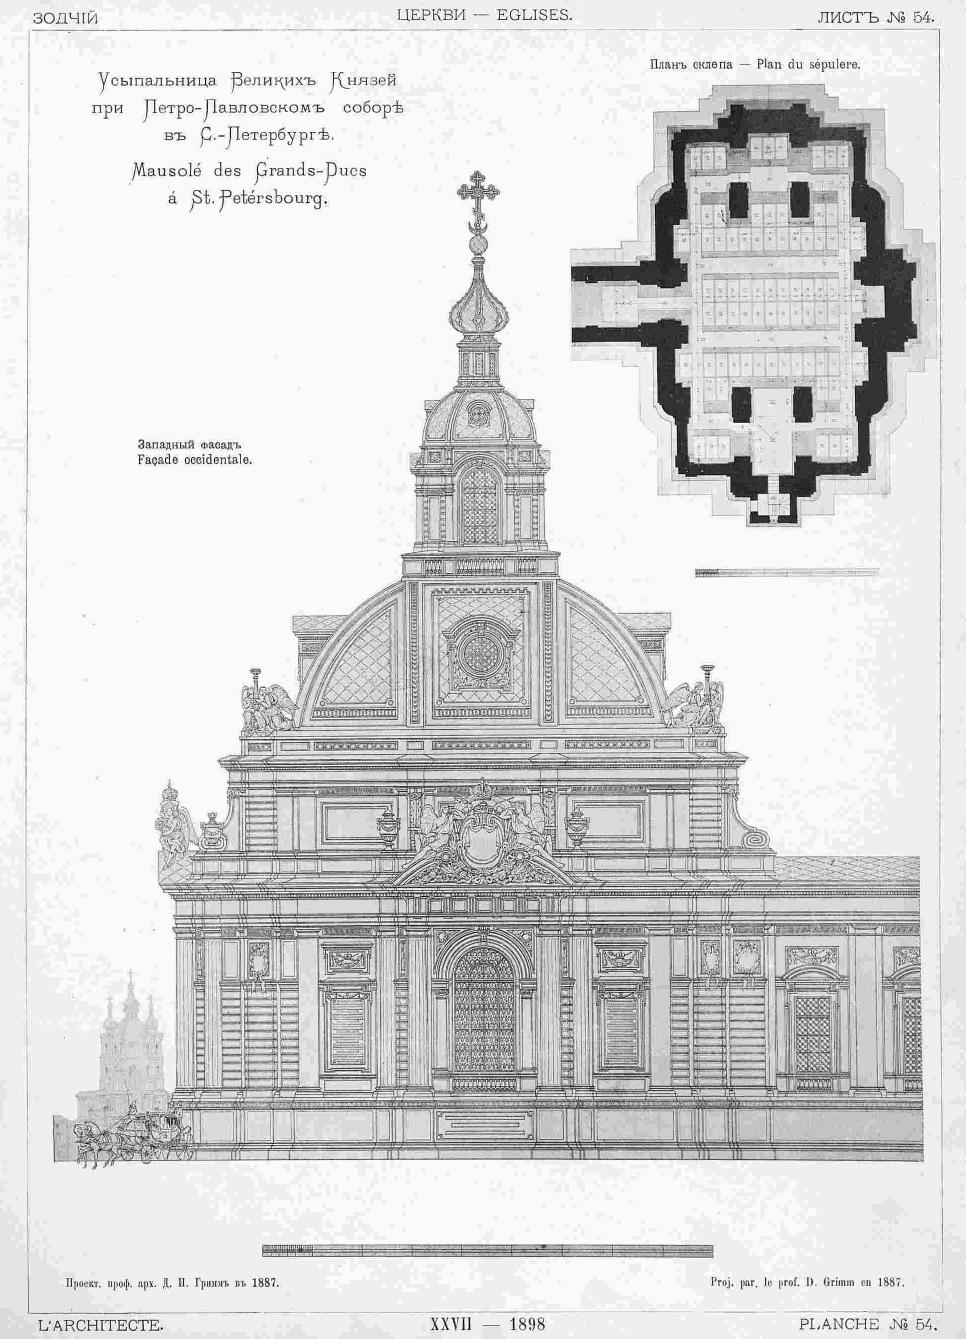 ЗОДЧІЙ
ЦЕРКВИ — EGLISES.
ЛИСТЪ № 54.
Усыпальница Великихъ Князей
при Петро-Павловскомъ соборѣ
въ С.-Петербургѣ.
Mausolé des Grands-Ducs
á St. Petérsbourg.
Планъ склепа — Plan du sépulcre.
Западный фасадъ
Façade occidentale.
Проект. проф. арх. Д. И. Гриммъ въ 1887.
Proj. par. le prof. D. Grimm en 1887.
L'ARCHITECTE.
XXVII — 1898
PLANCHE № 54.